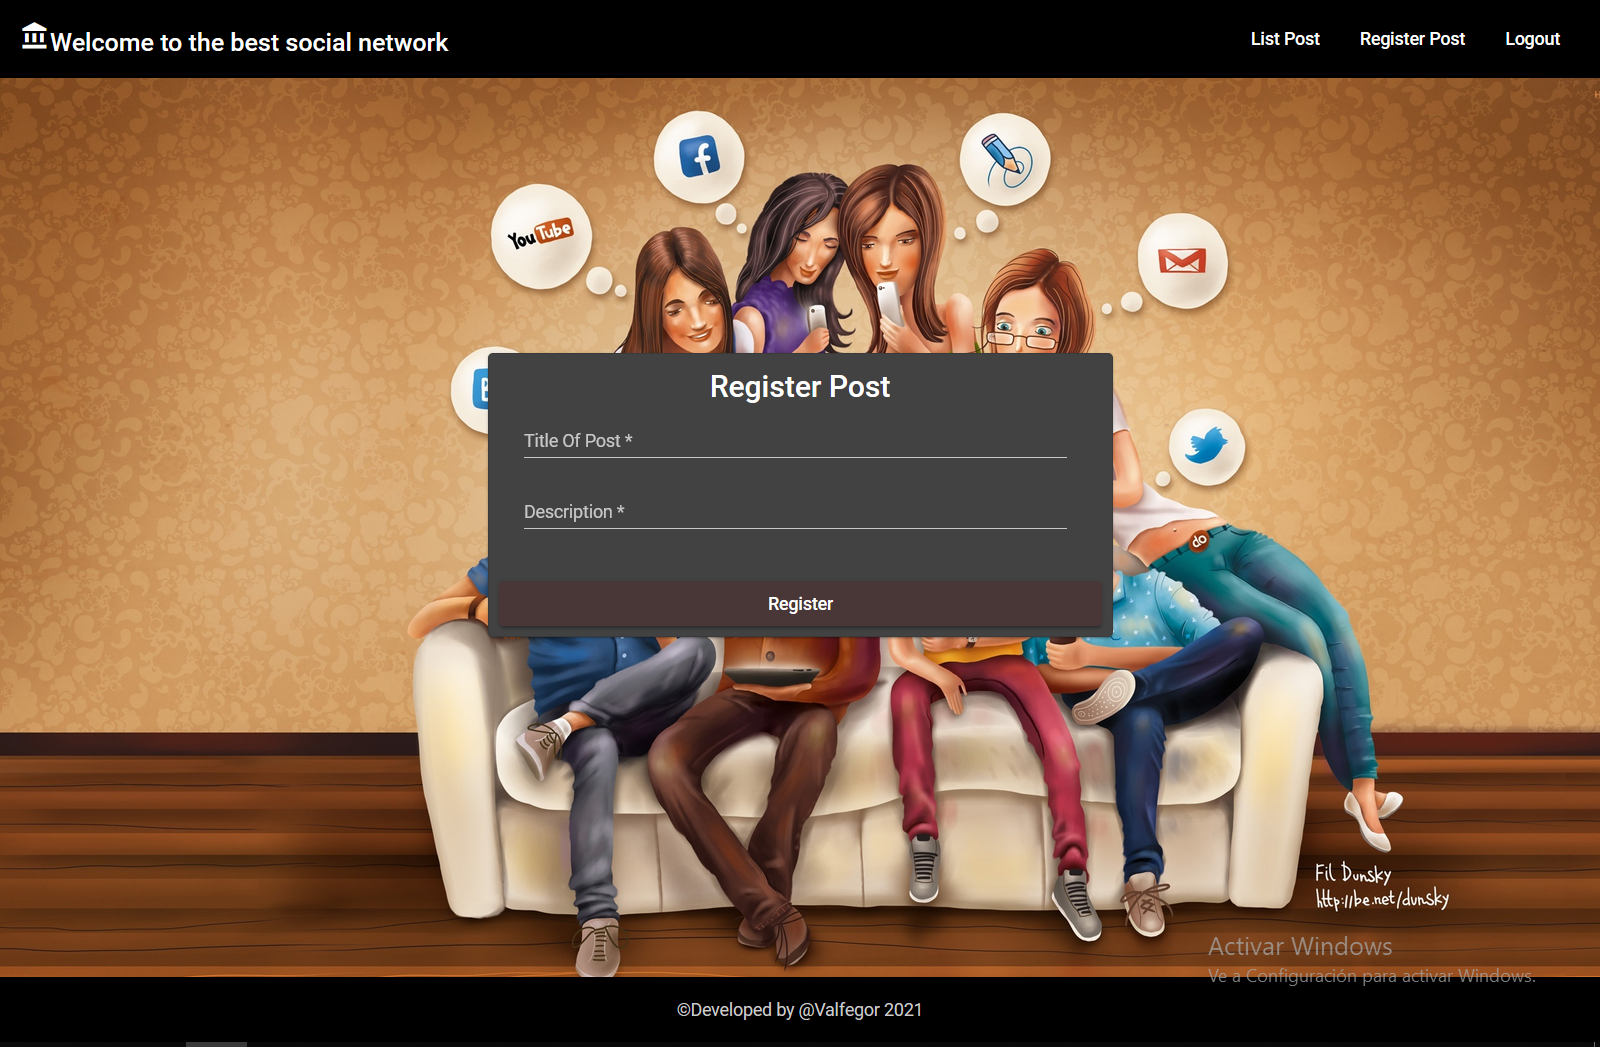 Welcome to the best social network
List Post
Register Post
Logout
You Tube
f
Register Post
Title Of Post *
Description *
do
Register
Fil Dunsky
http://be.net/dunsky
Activar Windows
Ve a Configuración para activar Windows.
©Developed by @Valfegor 2021